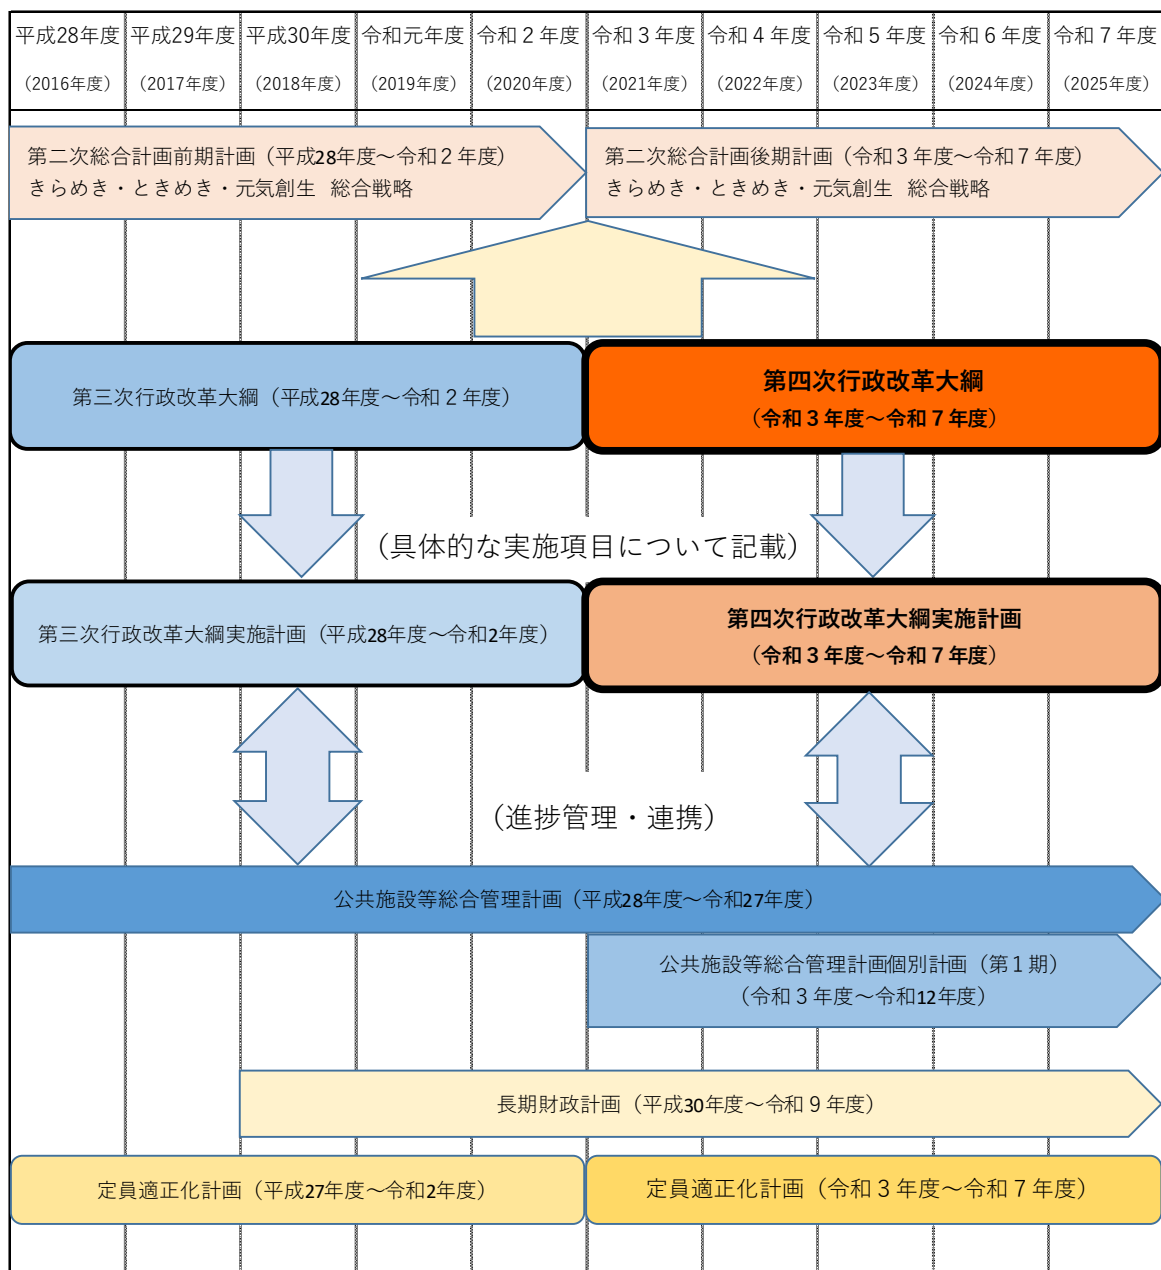 平成28年度 平成29年度 平成30年度 令和元年度 令和２年度 令和３年度 令和４年度 令和５年度 令和６年度 令和７年度
（2016年度） （2017年度） （2018年度） （2019年度） （2020年度） （2021年度） （2022年度） （2023年度） （2024年度） （2025年度）
第二次総合計画前期計画（平成28年度～令和２年度）
きらめき・ときめき・元気創生 総合戦略
第二次総合計画後期計画（令和３年度～令和７年度）
きらめき・ときめき・元気創生 総合戦略
第三次行政改革大綱（平成28年度～令和２年度）
第四次行政改革大綱
（令和３年度～令和７年度）
（具体的な実施項目について記載）
第三次行政改革大綱実施計画（平成28年度～令和2年度）
第四次行政改革大綱実施計画
（令和３年度～令和７年度）
（進捗管理・連携）
公共施設等総合管理計画（平成28年度～令和27年度）
公共施設等総合管理計画個別計画（第１期）
（令和３年度～令和12年度）
長期財政計画（平成30年度～令和９年度）
定員適正化計画（平成27年度～令和2年度）
定員適正化計画（令和３年度～令和７年度）